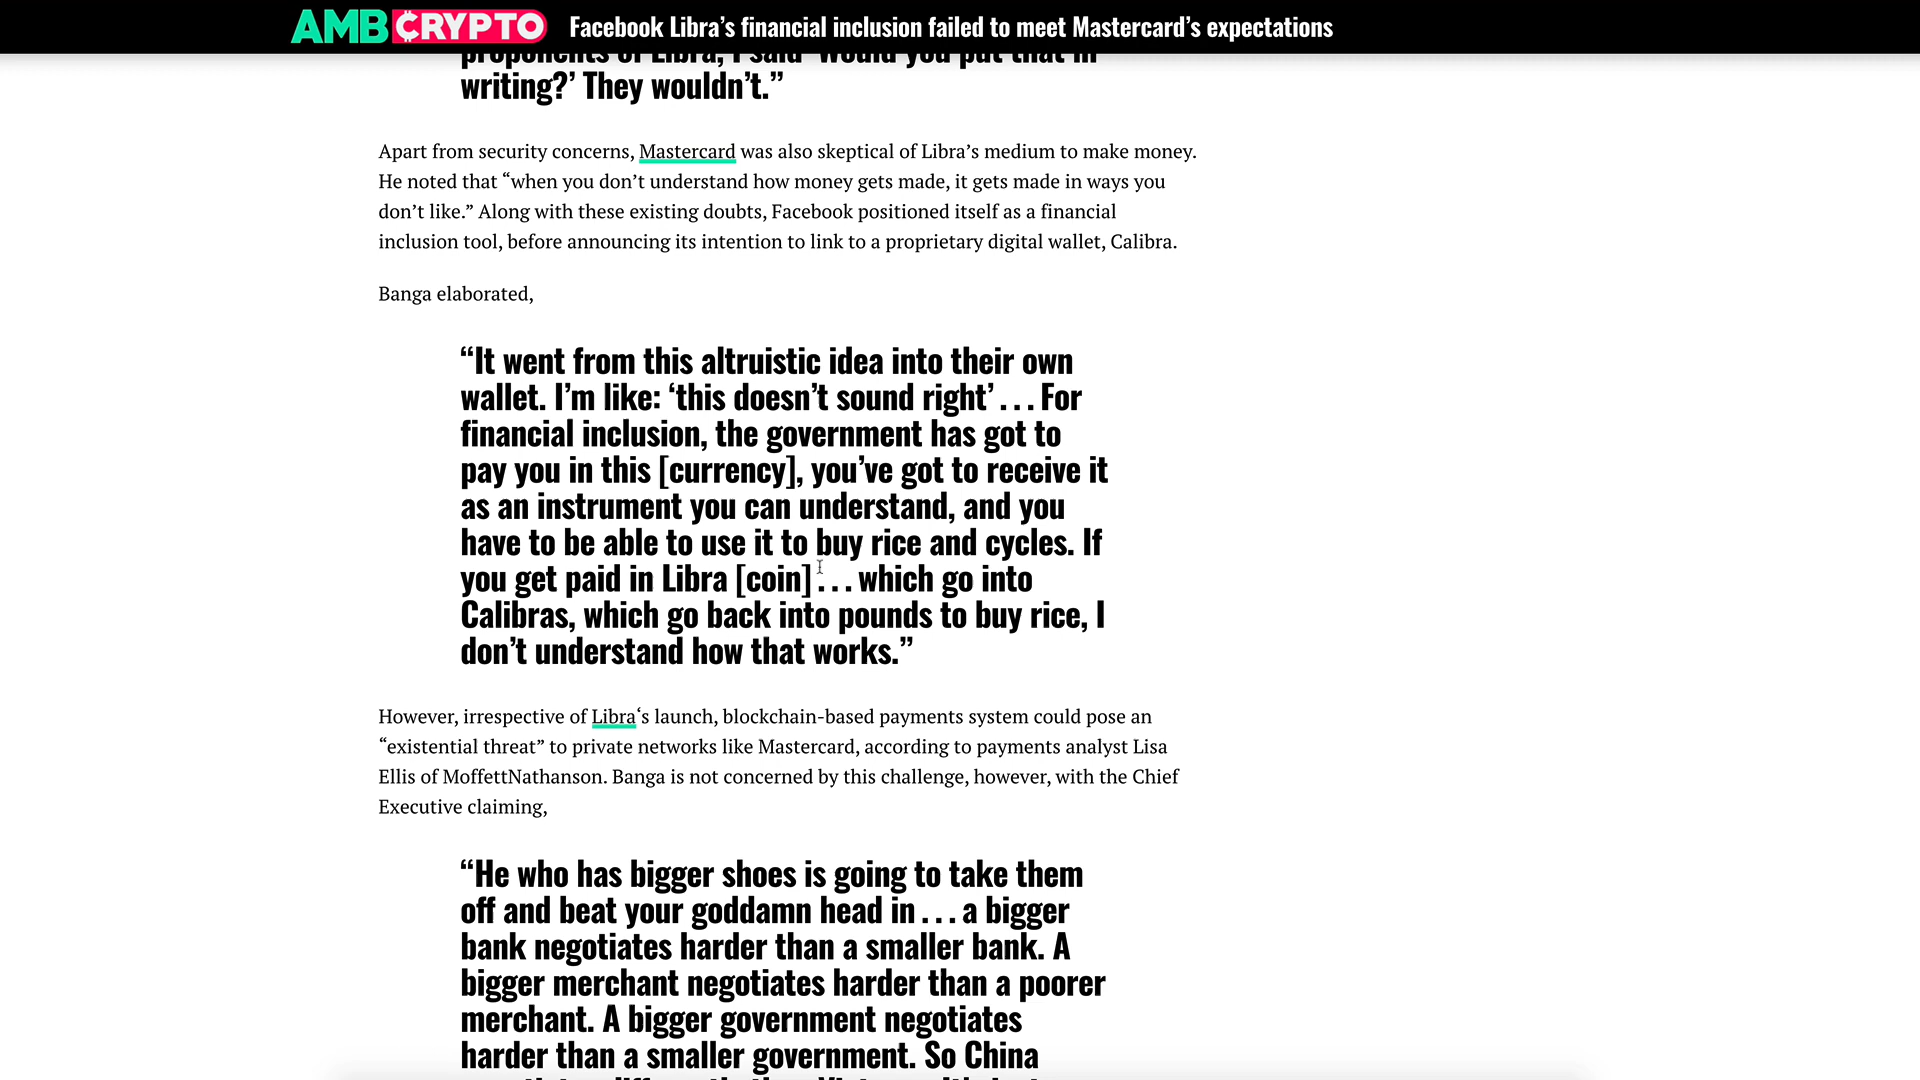 AMBCRYPTO Facebook Libra’s financial inclusion failed to meet Mastercard’s expectations
proponents of Libra, I said ‘Would you put that in
writing?’ They wouldn’t.”
Apart from security concerns, Mastercard was also skeptical of Libra’s medium to make money.
He noted that “when you don’t understand how money gets made, it gets made in ways you
don’t like.” Along with these existing doubts, Facebook positioned itself as a financial
inclusion tool, before announcing its intention to link to a proprietary digital wallet, Calibra.
Banga elaborated,
“It went from this altruistic idea into their own
wallet. I’m like: ‘this doesn’t sound right’ . . . For
financial inclusion, the government has got to
pay you in this [currency], you’ve got to receive it
as an instrument you can understand, and you
have to be able to use it to buy rice and cycles. If
you get paid in Libra [coin] . . . which go into
Calibras, which go back into pounds to buy rice, I
don’t understand how that works.”
However, irrespective of Libra‘s launch, blockchain-based payments system could pose an
“existential threat” to private networks like Mastercard, according to payments analyst Lisa
Ellis of MoffettNathanson. Banga is not concerned by this challenge, however, with the Chief
Executive claiming,
“He who has bigger shoes is going to take them
off and beat your goddamn head in . . . a bigger
bank negotiates harder than a smaller bank. A
bigger merchant negotiates harder than a poorer
merchant. A bigger government negotiates
harder than a smaller government. So China